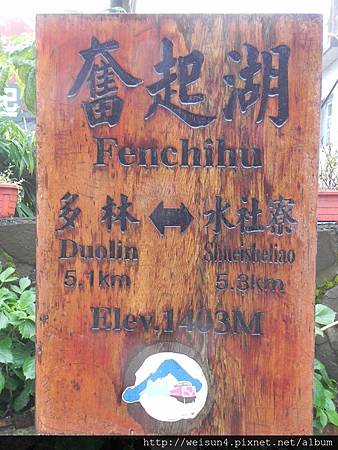 奮起湖
Fenchihu
多林 ↔ 水社寮
Duolin Shueisheliao
5.1km 5.3km
Elev,1403M
http://weisun4.pixnet.net/album